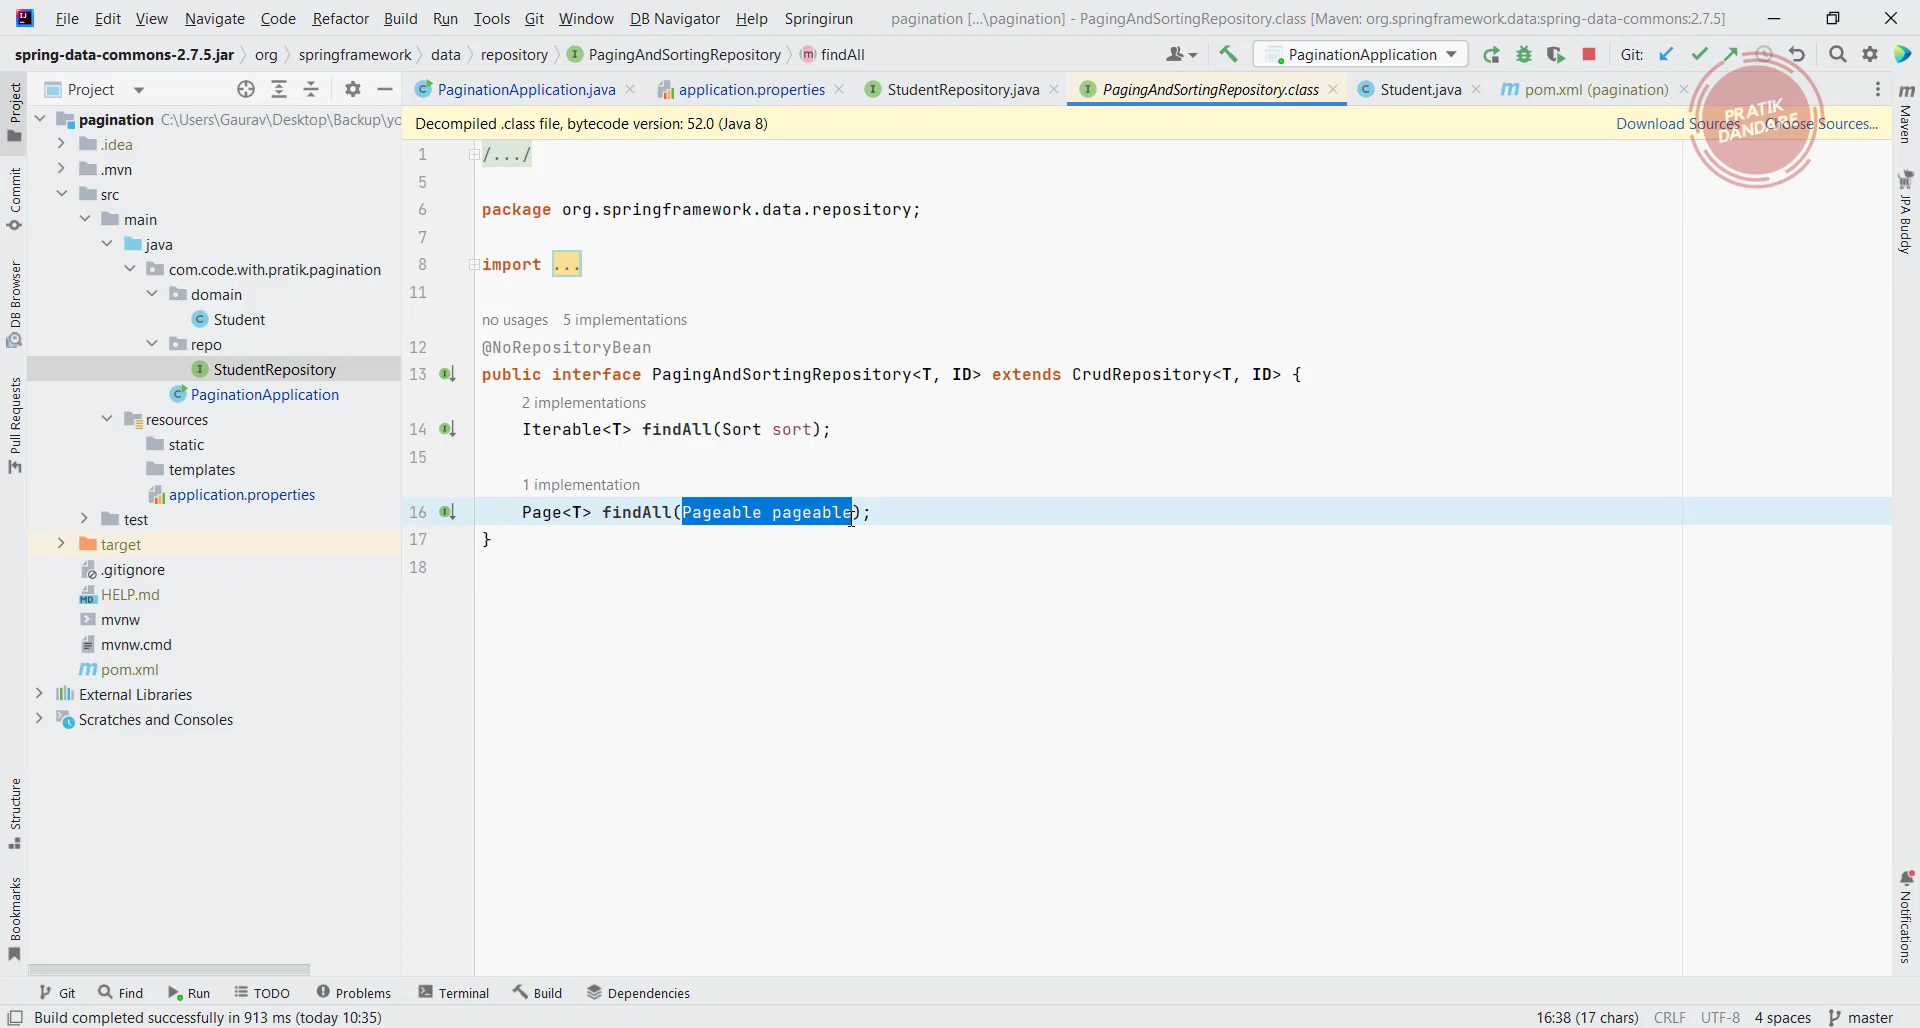 File Edit View Navigate Code Refactor Build Run Tools Git Window DB Navigator Help Springirun pagination [...\pagination] - PagingAndSortingRepository.class [Maven: org.springframework.data:spring-data-commons:2.7.5]
spring-data-commons-2.7.5.jar org springframework data repository I PagingAndSortingRepository m findAll PaginationApplication Git:
Project PaginationApplication.java application.properties StudentRepository.java PagingAndSortingRepository.class Student.java pom.xml (pagination)
pagination C:\Users\Gaurav\Desktop\Backup\yo
.idea
.mvn
src
main
java
com.code.with.pratik.pagination
domain
Student
repo
StudentRepository
PaginationApplication
resources
static
templates
application.properties
test
target
.gitignore
HELP.md
mvnw
mvnw.cmd
pom.xml
External Libraries
Scratches and Consoles
Decompiled .class file, bytecode version: 52.0 (Java 8) Download Sources Choose Sources...
PRATIK
DANDARE
1 /.../
5
6 package org.springframework.data.repository;
7
8 import ...
11
no usages 5 implementations
12 @NoRepositoryBean
13 public interface PagingAndSortingRepository<T, ID> extends CrudRepository<T, ID> {
2 implementations
14 Iterable<T> findAll(Sort sort);
15
1 implementation
16 Page<T> findAll(Pageable pageable);
17 }
18
Project
Commit
DB Browser
Pull Requests
Structure
Bookmarks
Maven
JPA Buddy
Notifications
Git Find Run TODO Problems Terminal Build Dependencies
Build completed successfully in 913 ms (today 10:35) 16:38 (17 chars) CRLF UTF-8 4 spaces master